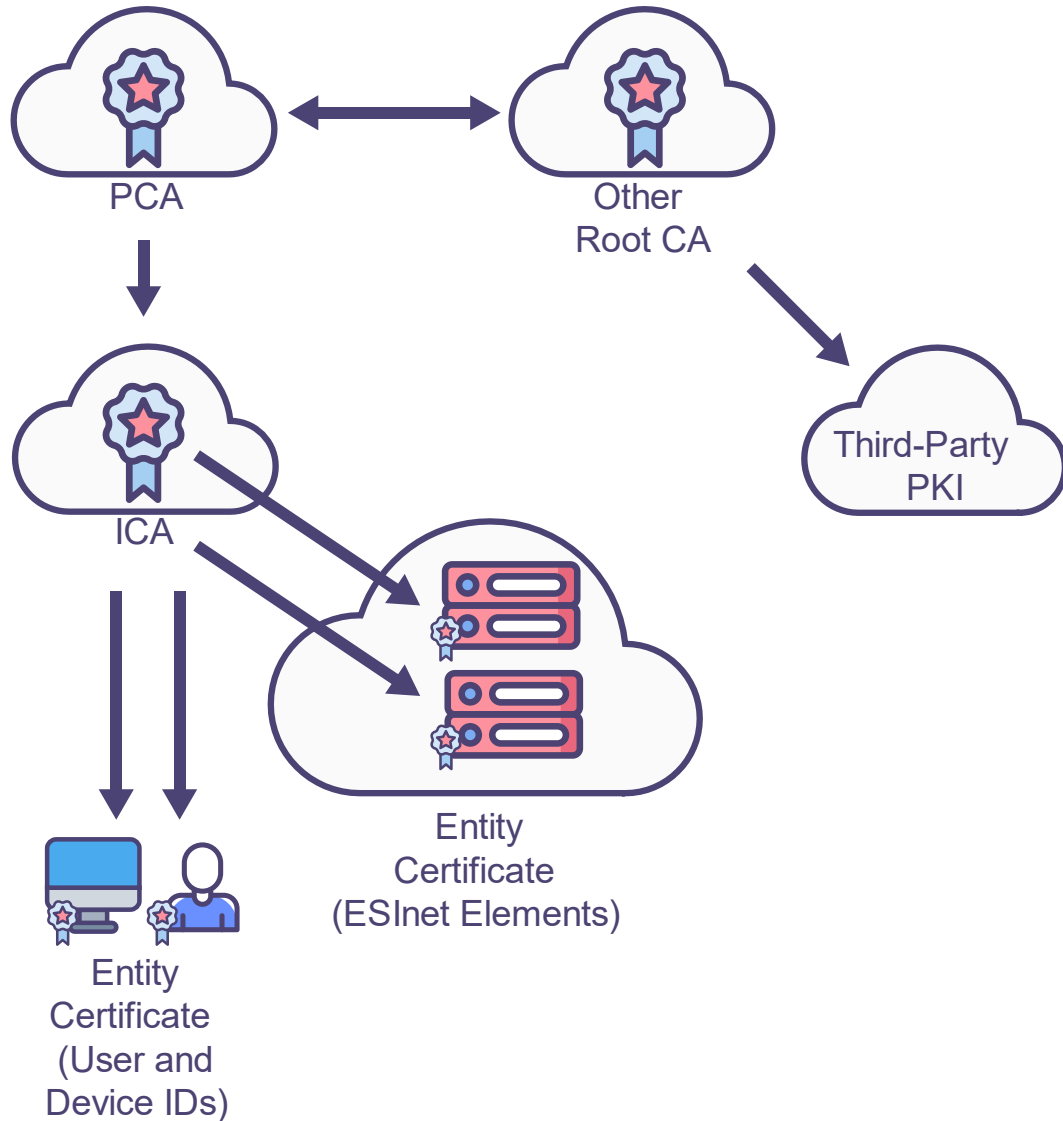 PCA
Other
Root CA
Third-Party
PKI
ICA
Entity
Certificate
(ESInet Elements)
Entity
Certificate
(User and
Device IDs)